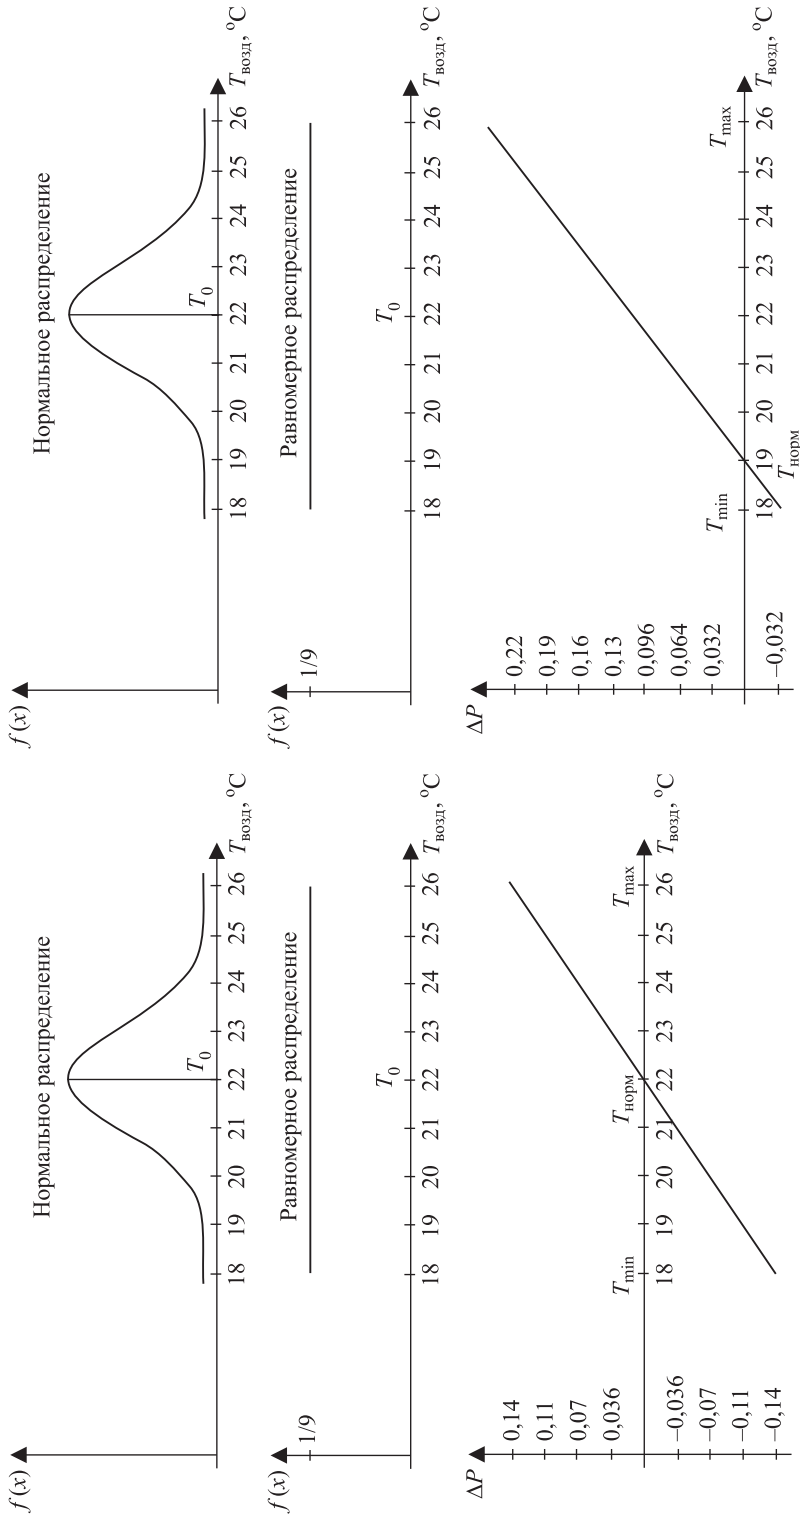 f (x)
Нормальное распределение
T₀
18 19 20 21 22 23 24 25 26
Tвозд, °C
f (x)
1/9
Равномерное распределение
T₀
18 19 20 21 22 23 24 25 26
Tвозд, °C
ΔP
0,14
0,11
0,07
0,036
–0,036
–0,07
–0,11
–0,14
Tmin
Tнорм
Tmax
18 19 20 21 22 23 24 25 26
Tвозд, °C
f (x)
Нормальное распределение
T₀
18 19 20 21 22 23 24 25 26
Tвозд, °C
f (x)
1/9
Равномерное распределение
T₀
18 19 20 21 22 23 24 25 26
Tвозд, °C
ΔP
0,22
0,19
0,16
0,13
0,096
0,064
0,032
–0,032
Tmin
Tmax
18 19 20 21 22 23 24 25 26
Tнорм
Tвозд, °C